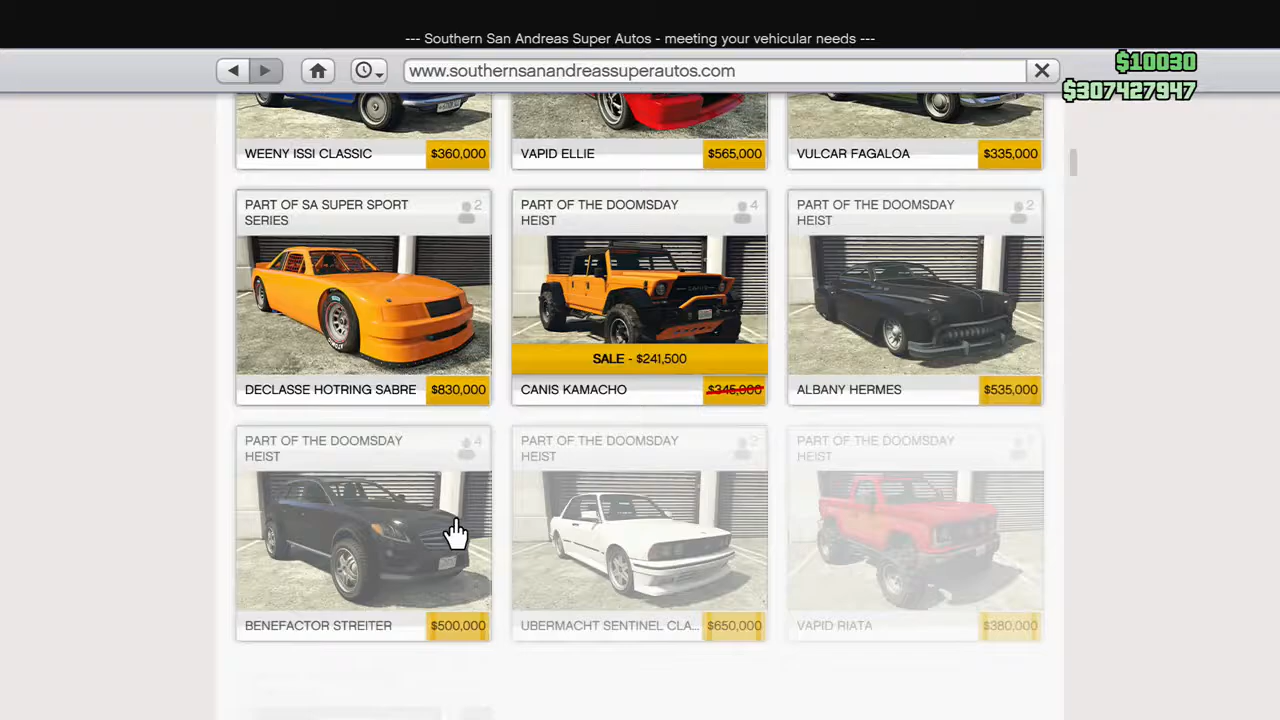 --- Southern San Andreas Super Autos - meeting your vehicular needs ---
www.southernsanandreassuperautos.com
$10030
$307427947
WEENY ISSI CLASSIC $360,000
VAPID ELLIE $565,000
VULCAR FAGALOA $335,000
PART OF SA SUPER SPORT
SERIES
2
DECLASSE HOTRING SABRE $830,000
PART OF THE DOOMSDAY
HEIST
4
SALE - $241,500
CANIS KAMACHO $345,000
PART OF THE DOOMSDAY
HEIST
2
ALBANY HERMES $535,000
PART OF THE DOOMSDAY
HEIST
4
BENEFACTOR STREITER $500,000
PART OF THE DOOMSDAY
HEIST
2
UBERMACHT SENTINEL CLA... $650,000
PART OF THE DOOMSDAY
HEIST
VAPID RIATA $380,000